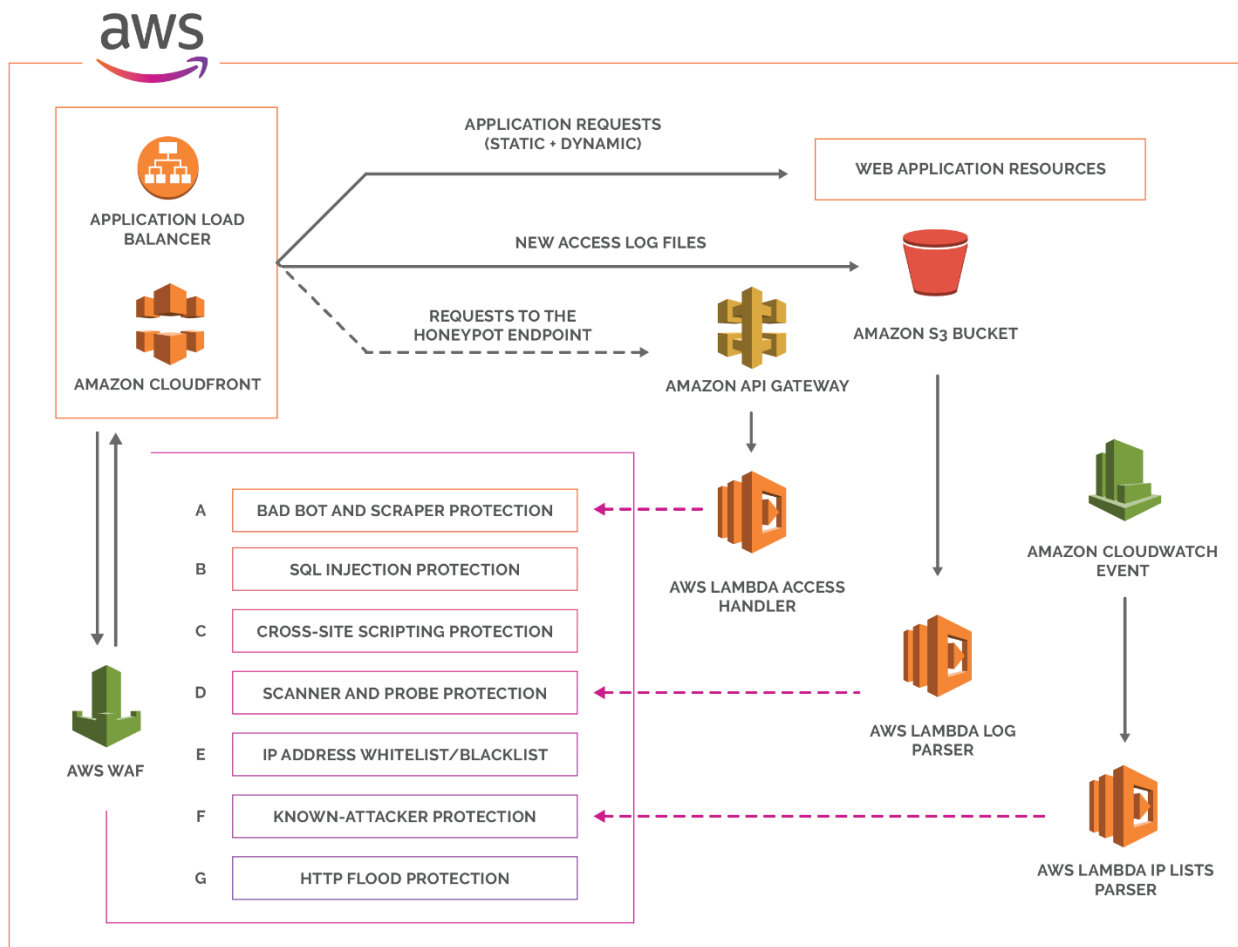 aws
APPLICATION REQUESTS
(STATIC + DYNAMIC)
WEB APPLICATION RESOURCES
APPLICATION LOAD
BALANCER
NEW ACCESS LOG FILES
REQUESTS TO THE
HONEYPOT ENDPOINT
AMAZON S3 BUCKET
AMAZON CLOUDFRONT
AMAZON API GATEWAY
A
BAD BOT AND SCRAPER PROTECTION
B
SQL INJECTION PROTECTION
C
CROSS-SITE SCRIPTING PROTECTION
D
SCANNER AND PROBE PROTECTION
E
IP ADDRESS WHITELIST/BLACKLIST
F
KNOWN-ATTACKER PROTECTION
G
HTTP FLOOD PROTECTION
AWS WAF
AWS LAMBDA ACCESS
HANDLER
AMAZON CLOUDWATCH
EVENT
AWS LAMBDA LOG
PARSER
AWS LAMBDA IP LISTS
PARSER